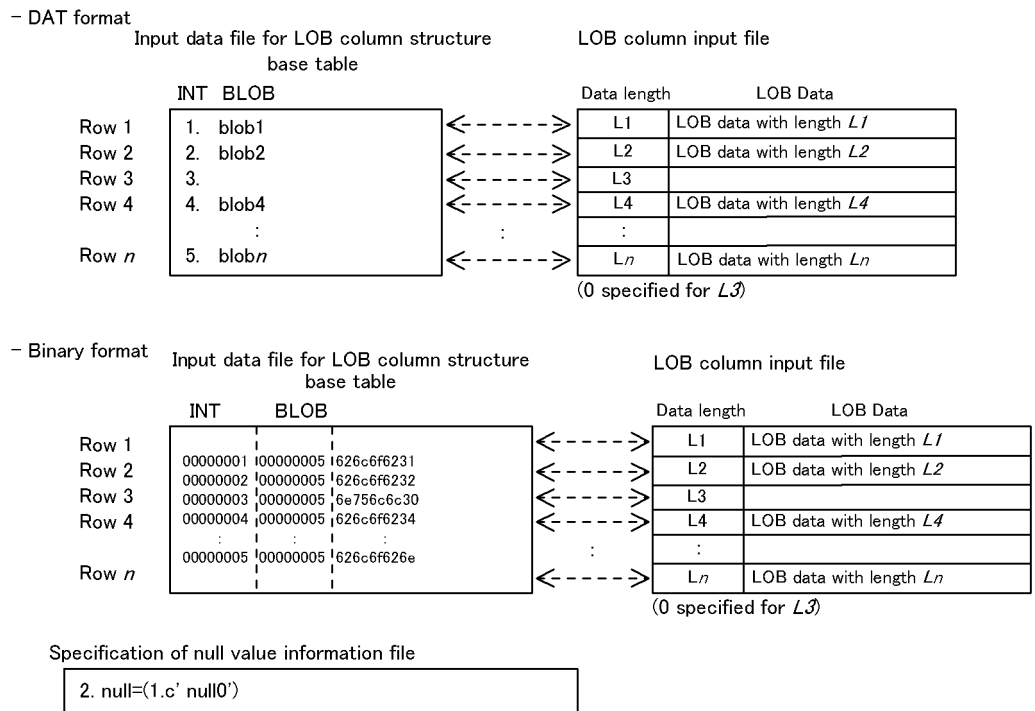 - DAT format
Input data file for LOB column structure base table
LOB column input file
INT BLOB
Data length LOB Data
Row 1 1. blob1 L1 LOB data with length L1
Row 2 2. blob2 L2 LOB data with length L2
Row 3 3. L3
Row 4 4. blob4 L4 LOB data with length L4
: : :
Row n 5. blobn Ln LOB data with length Ln
(0 specified for L3)
- Binary format
Input data file for LOB column structure base table
LOB column input file
INT BLOB
Data length LOB Data
Row 1 L1 LOB data with length L1
00000001 00000005 626c6f6231
Row 2 L2 LOB data with length L2
00000002 00000005 626c6f6232
Row 3 00000003 00000005 6e756c6c30 L3
Row 4 00000004 00000005 626c6f6234 L4 LOB data with length L4
: : : : :
00000005 00000005 626c6f626e
Row n Ln LOB data with length Ln
(0 specified for L3)
Specification of null value information file
2. null=(1.c' null0')